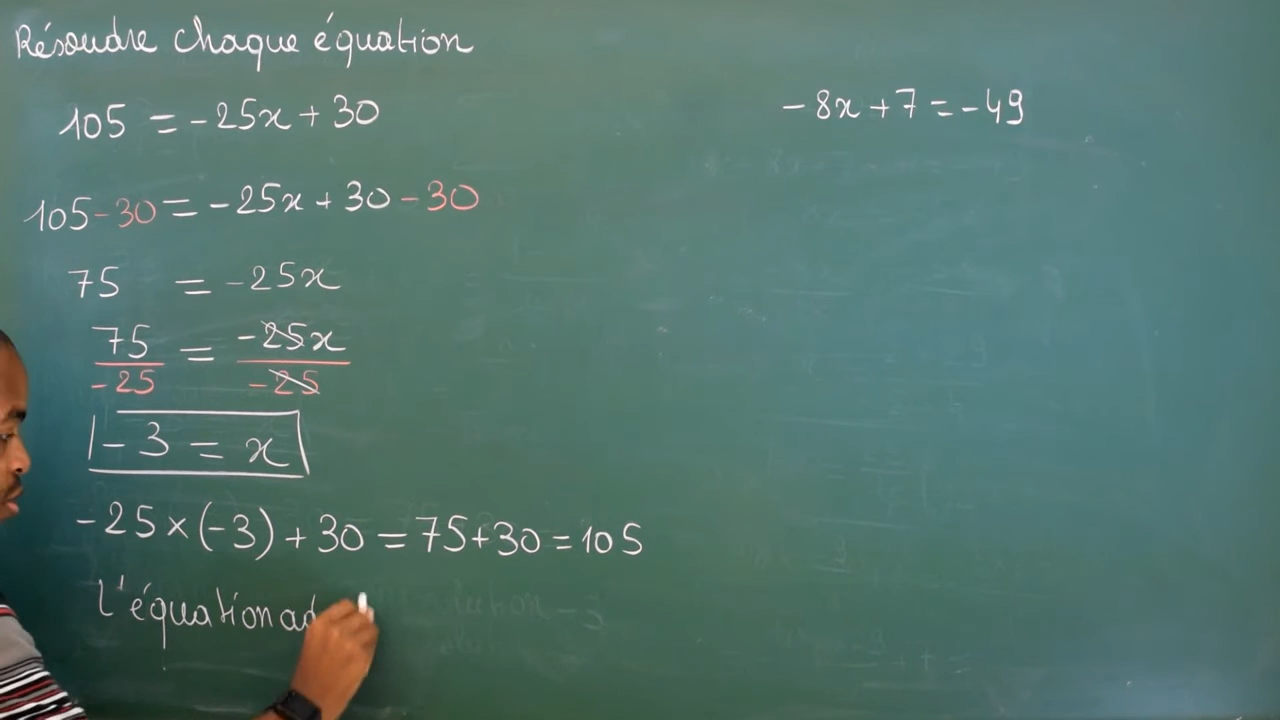 Résoudre chaque équation
105 = -25x + 30
105 - 30 = -25x + 30 - 30
75 = -25x
75/-25 = -25x/-25
-3 = x
-25 × (-3) + 30 = 75 + 30 = 105
L'équation ad
-8x + 7 = -49